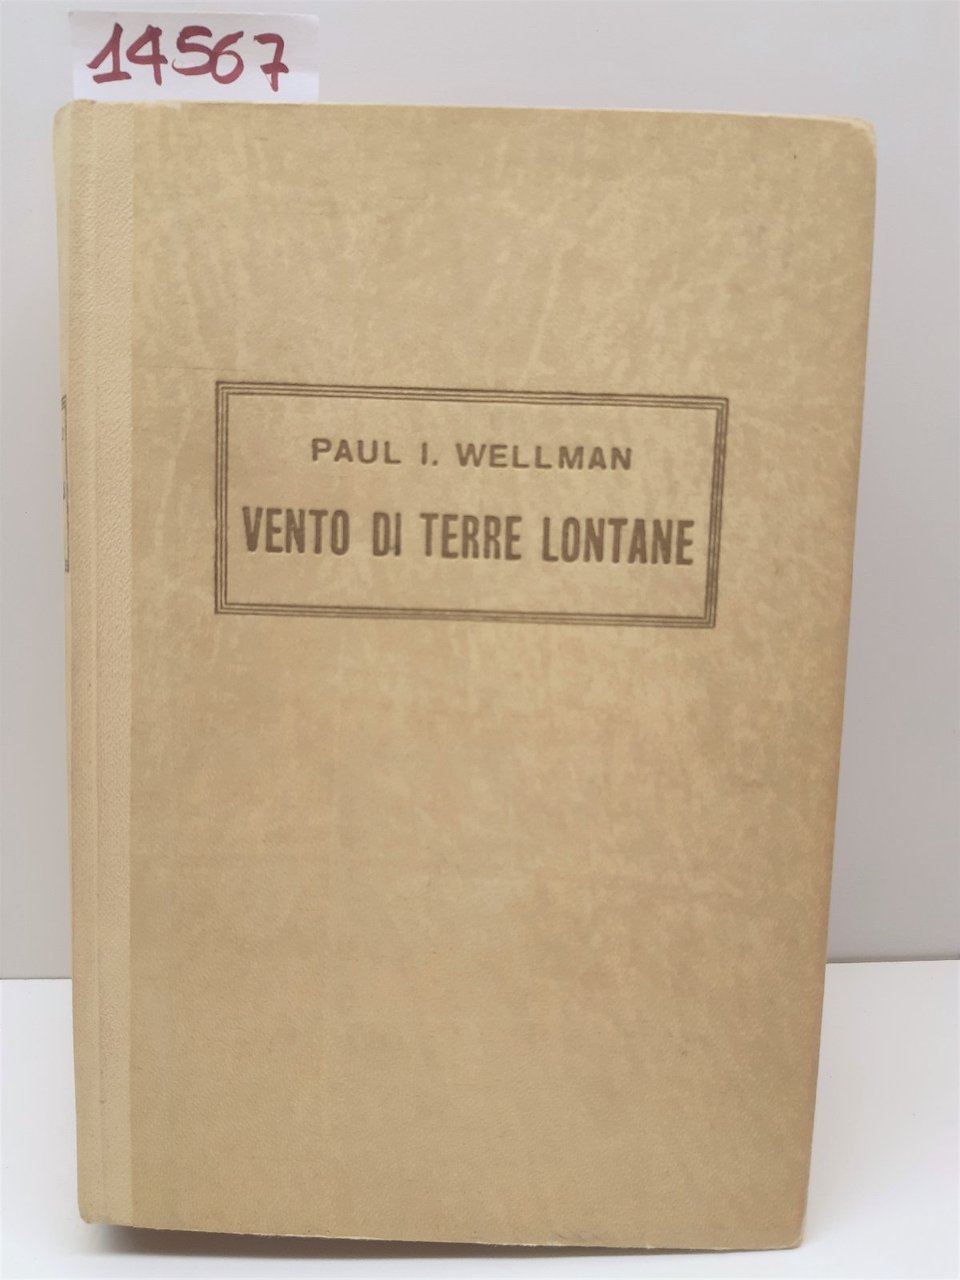 14567
PAUL I. WELLMAN
VENTO DI TERRE LONTANE